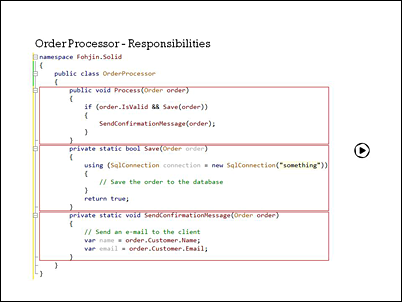 Order Processor - Responsibilities
namespace Fohjin.Solid
{
public class OrderProcessor
{
public void Process(Order order)
{
if (order.IsValid && Save(order))
{
SendConfirmationMessage(order);
}
}
private static bool Save(Order order)
{
using (SqlConnection connection = new SqlConnection("something"))
{
// Save the order to the database
}
return true;
}
private static void SendConfirmationMessage(Order order)
{
// Send an e-mail to the client
var name = order.Customer.Name;
var email = order.Customer.Email;
}
}
}